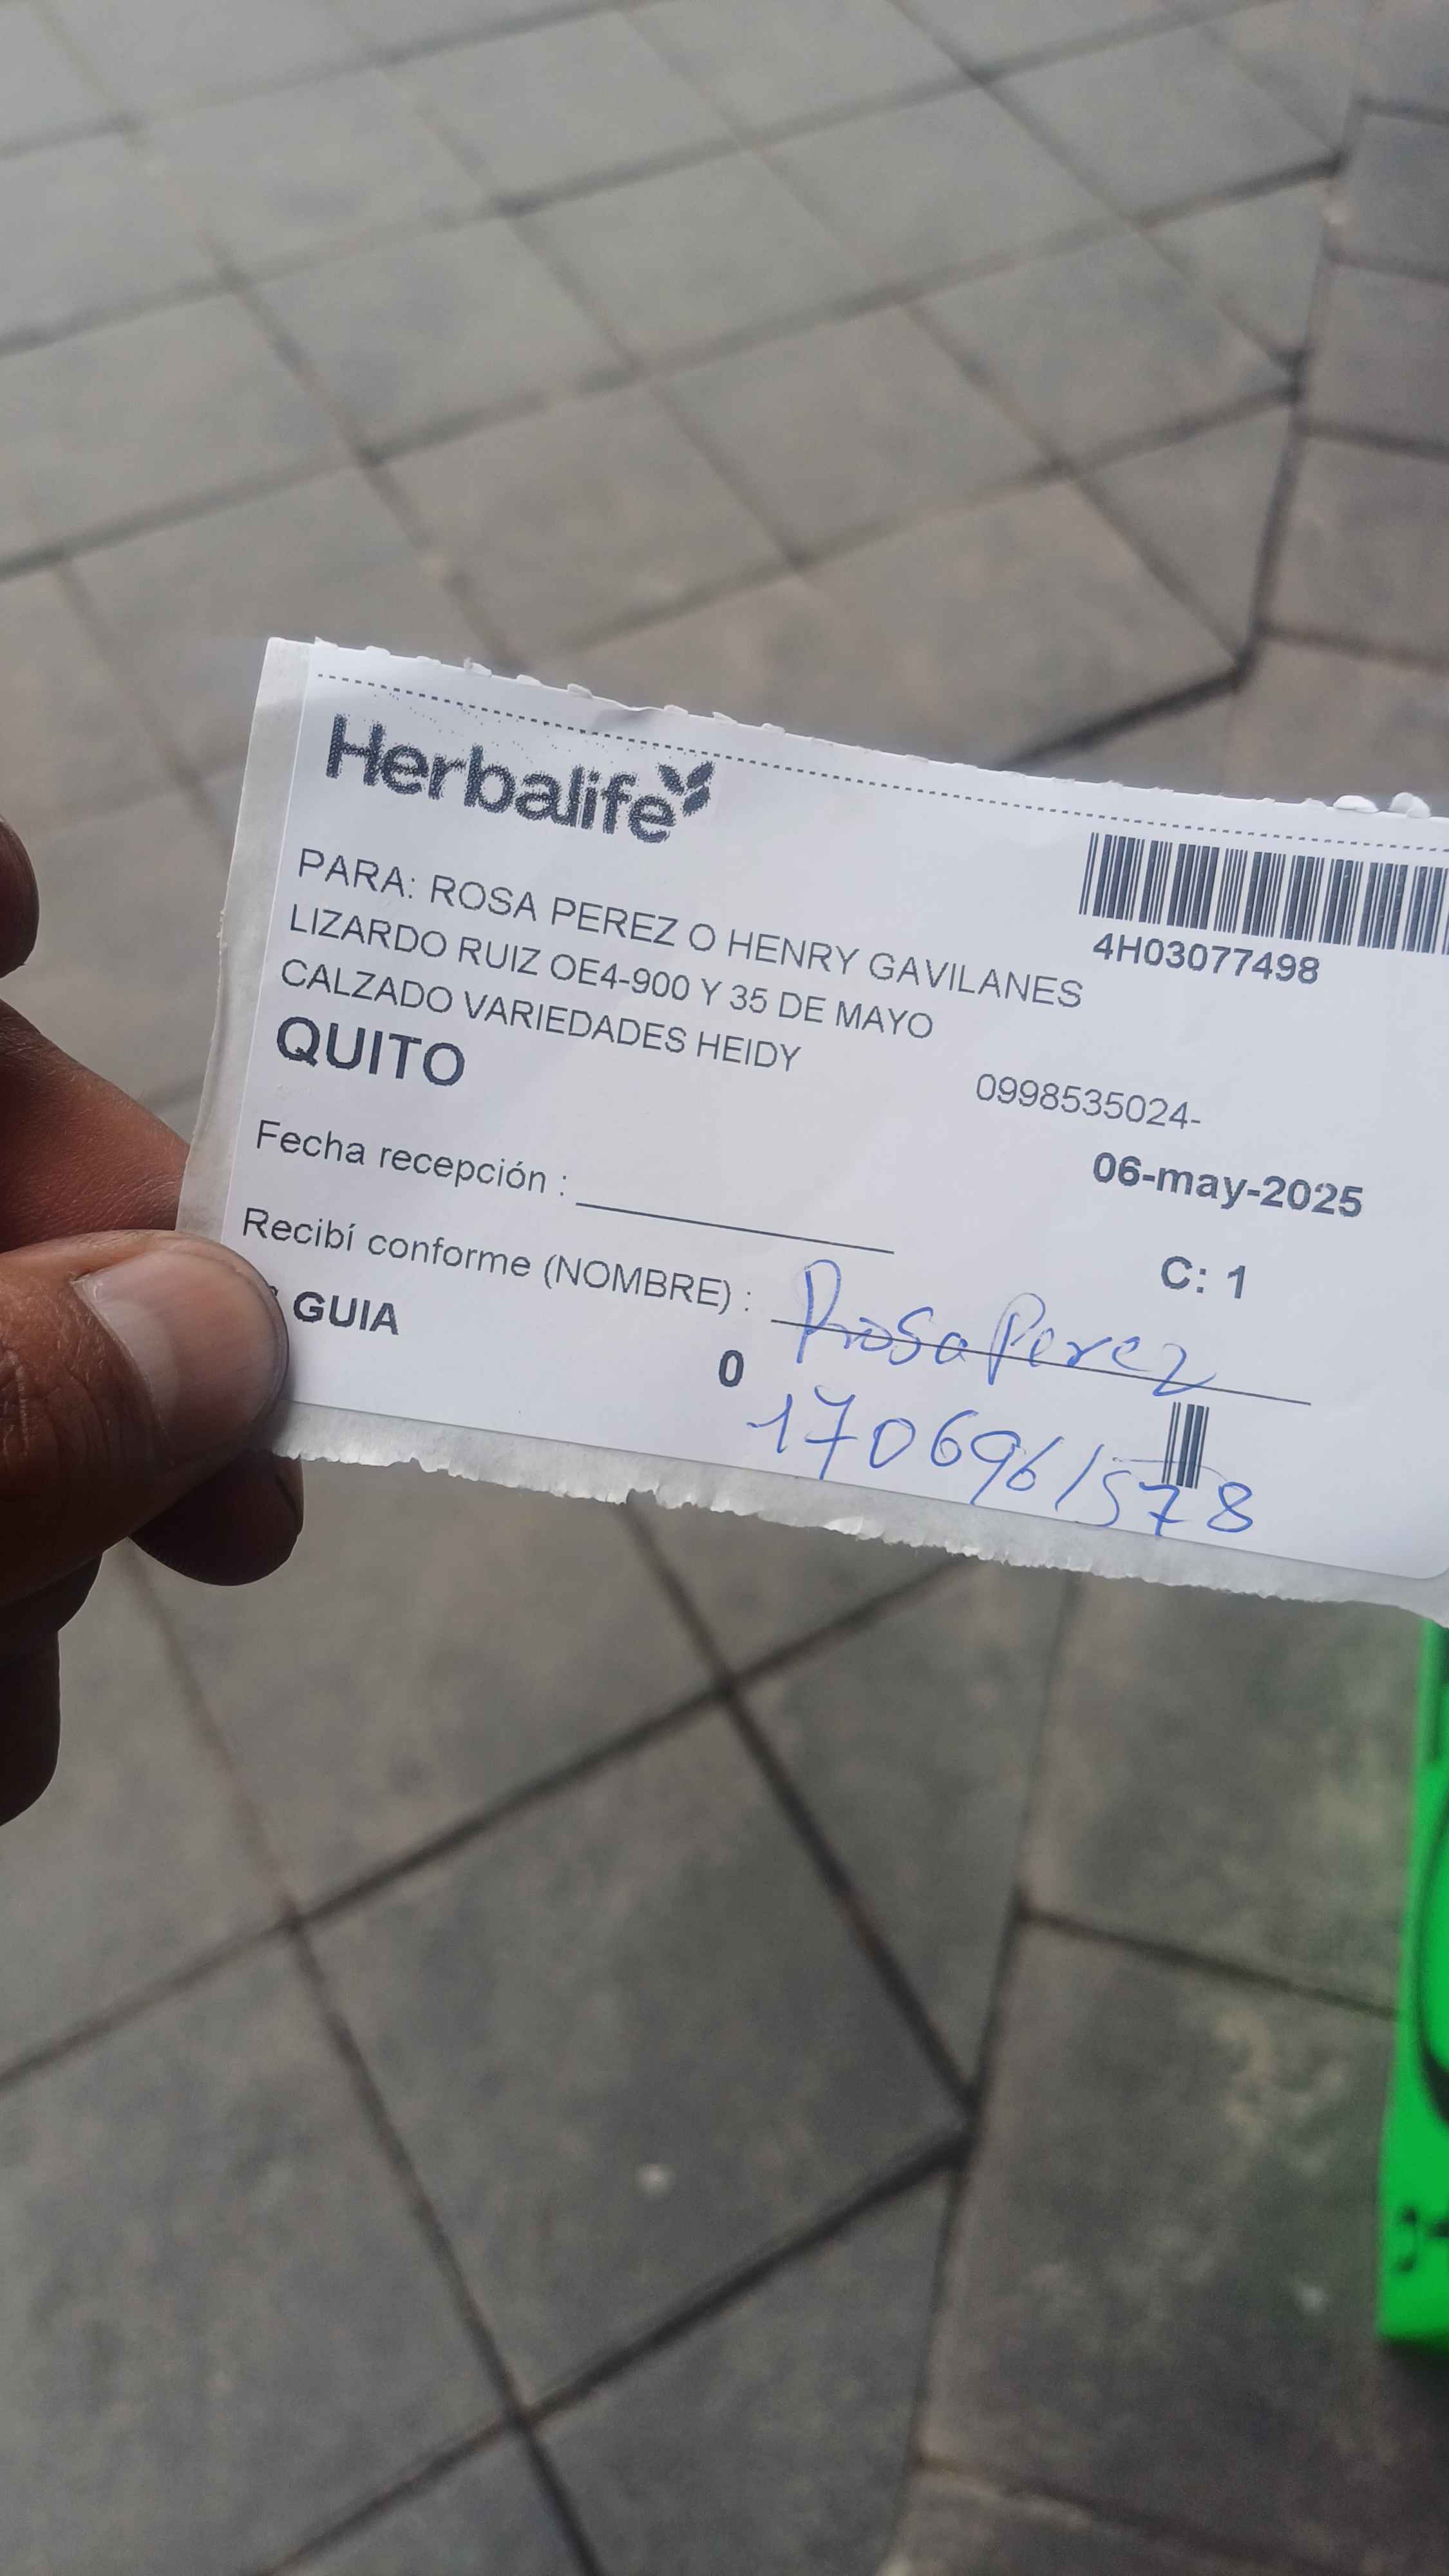 Herbalife
4H03077498
PARA: ROSA PEREZ O HENRY GAVILANES
LIZARDO RUIZ OE4-900 Y 35 DE MAYO
CALZADO VARIEDADES HEIDY
QUITO
0998535024-
Fecha recepción :
06-may-2025
Recibí conforme (NOMBRE) : Rosa Perez
C: 1
GUIA
0
1706961578